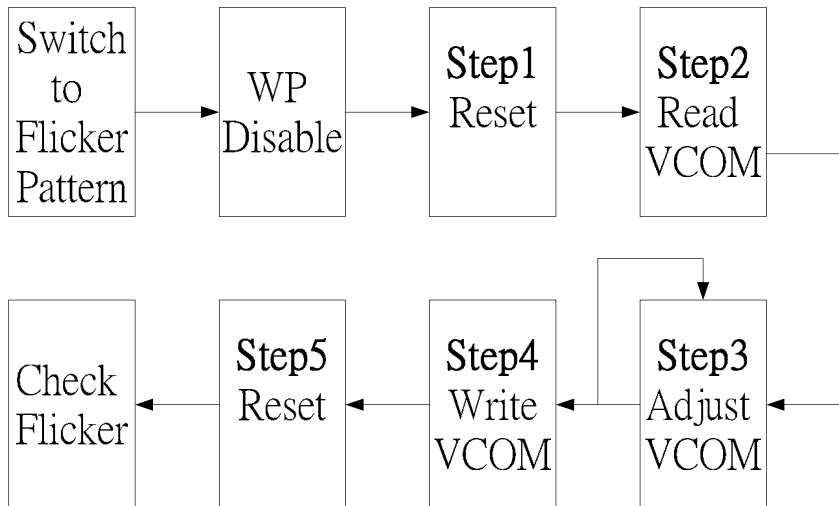 Switch
to
Flicker
Pattern
WP
Disable
Step1
Reset
Step2
Read
VCOM
Step3
Adjust
VCOM
Step4
Write
VCOM
Step5
Reset
Check
Flicker